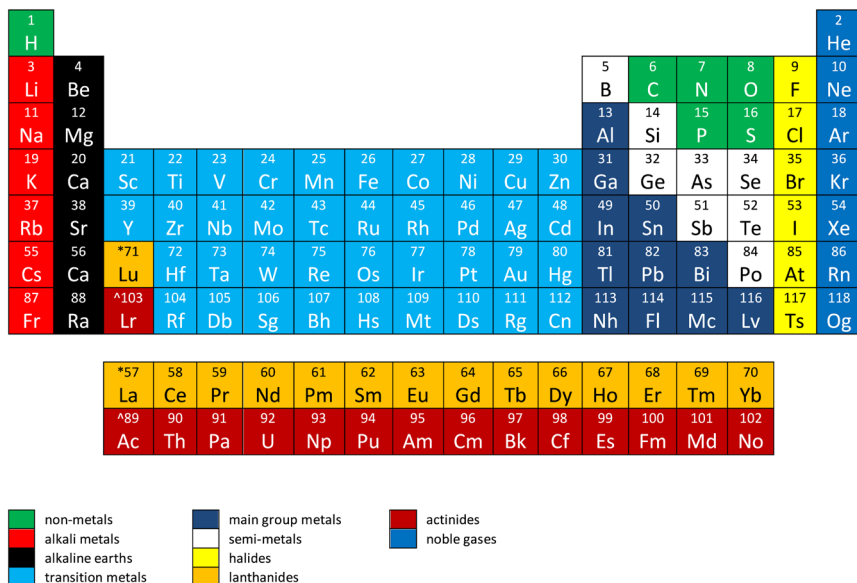 1 2
H He
3 4 5 6 7 8 9 10
Li Be B C N O F Ne
11 12 13 14 15 16 17 18
Na Mg Al Si P S Cl Ar
19 20 21 22 23 24 25 26 27 28 29 30 31 32 33 34 35 36
K Ca Sc Ti V Cr Mn Fe Co Ni Cu Zn Ga Ge As Se Br Kr
37 38 39 40 41 42 43 44 45 46 47 48 49 50 51 52 53 54
Rb Sr Y Zr Nb Mo Tc Ru Rh Pd Ag Cd In Sn Sb Te I Xe
55 56 *71 72 73 74 75 76 77 78 79 80 81 82 83 84 85 86
Cs Ca Lu Hf Ta W Re Os Ir Pt Au Hg Tl Pb Bi Po At Rn
87 88 ^103 104 105 106 107 108 109 110 111 112 113 114 115 116 117 118
Fr Ra Lr Rf Db Sg Bh Hs Mt Ds Rg Cn Nh Fl Mc Lv Ts Og
*57 58 59 60 61 62 63 64 65 66 67 68 69 70
La Ce Pr Nd Pm Sm Eu Gd Tb Dy Ho Er Tm Yb
^89 90 91 92 93 94 95 96 97 98 99 100 101 102
Ac Th Pa U Np Pu Am Cm Bk Cf Es Fm Md No
non-metals main group metals actinides
alkali metals semi-metals noble gases
alkaline earths halides
transition metals lanthanides